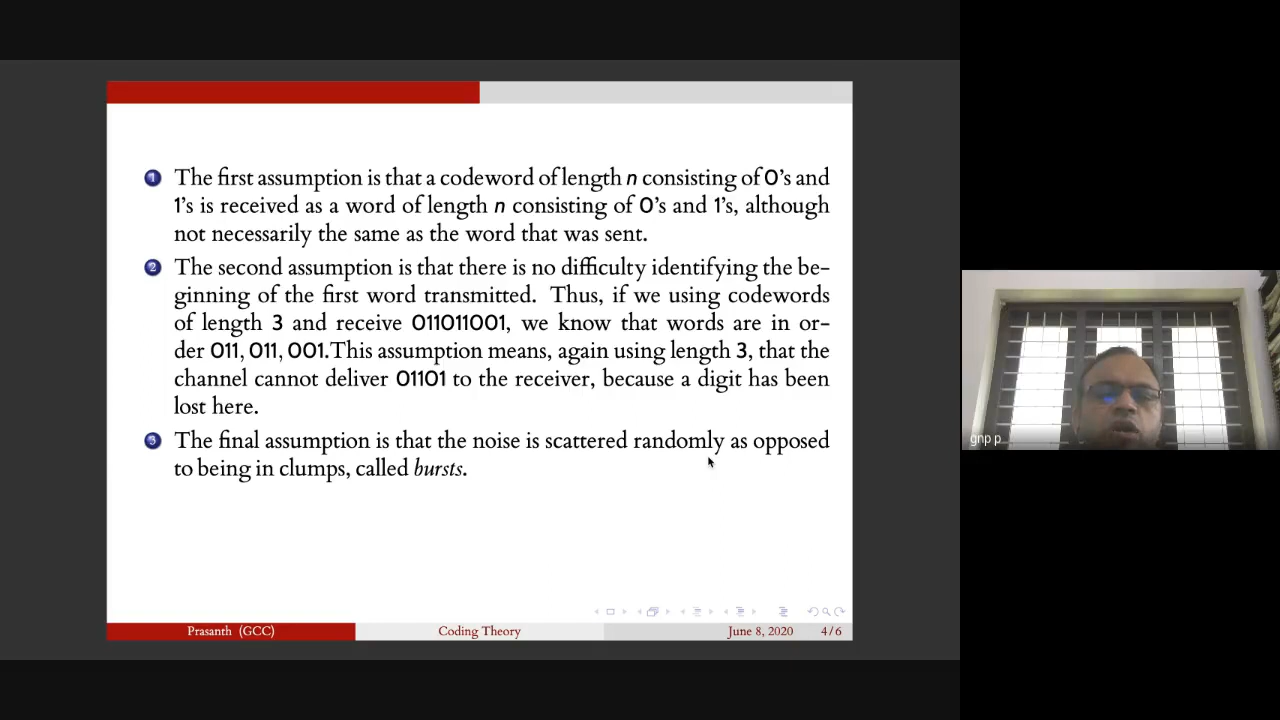 1 The first assumption is that a codeword of length n consisting of 0's and
1's is received as a word of length n consisting of 0's and 1's, although
not necessarily the same as the word that was sent.
2 The second assumption is that there is no difficulty identifying the be-
ginning of the first word transmitted. Thus, if we using codewords
of length 3 and receive 011011001, we know that words are in or-
der 011, 011, 001.This assumption means, again using length 3, that the
channel cannot deliver 01101 to the receiver, because a digit has been
lost here.
3 The final assumption is that the noise is scattered randomly as opposed
to being in clumps, called bursts.
Prasanth (GCC) Coding Theory June 8, 2020 4/6
gnp p